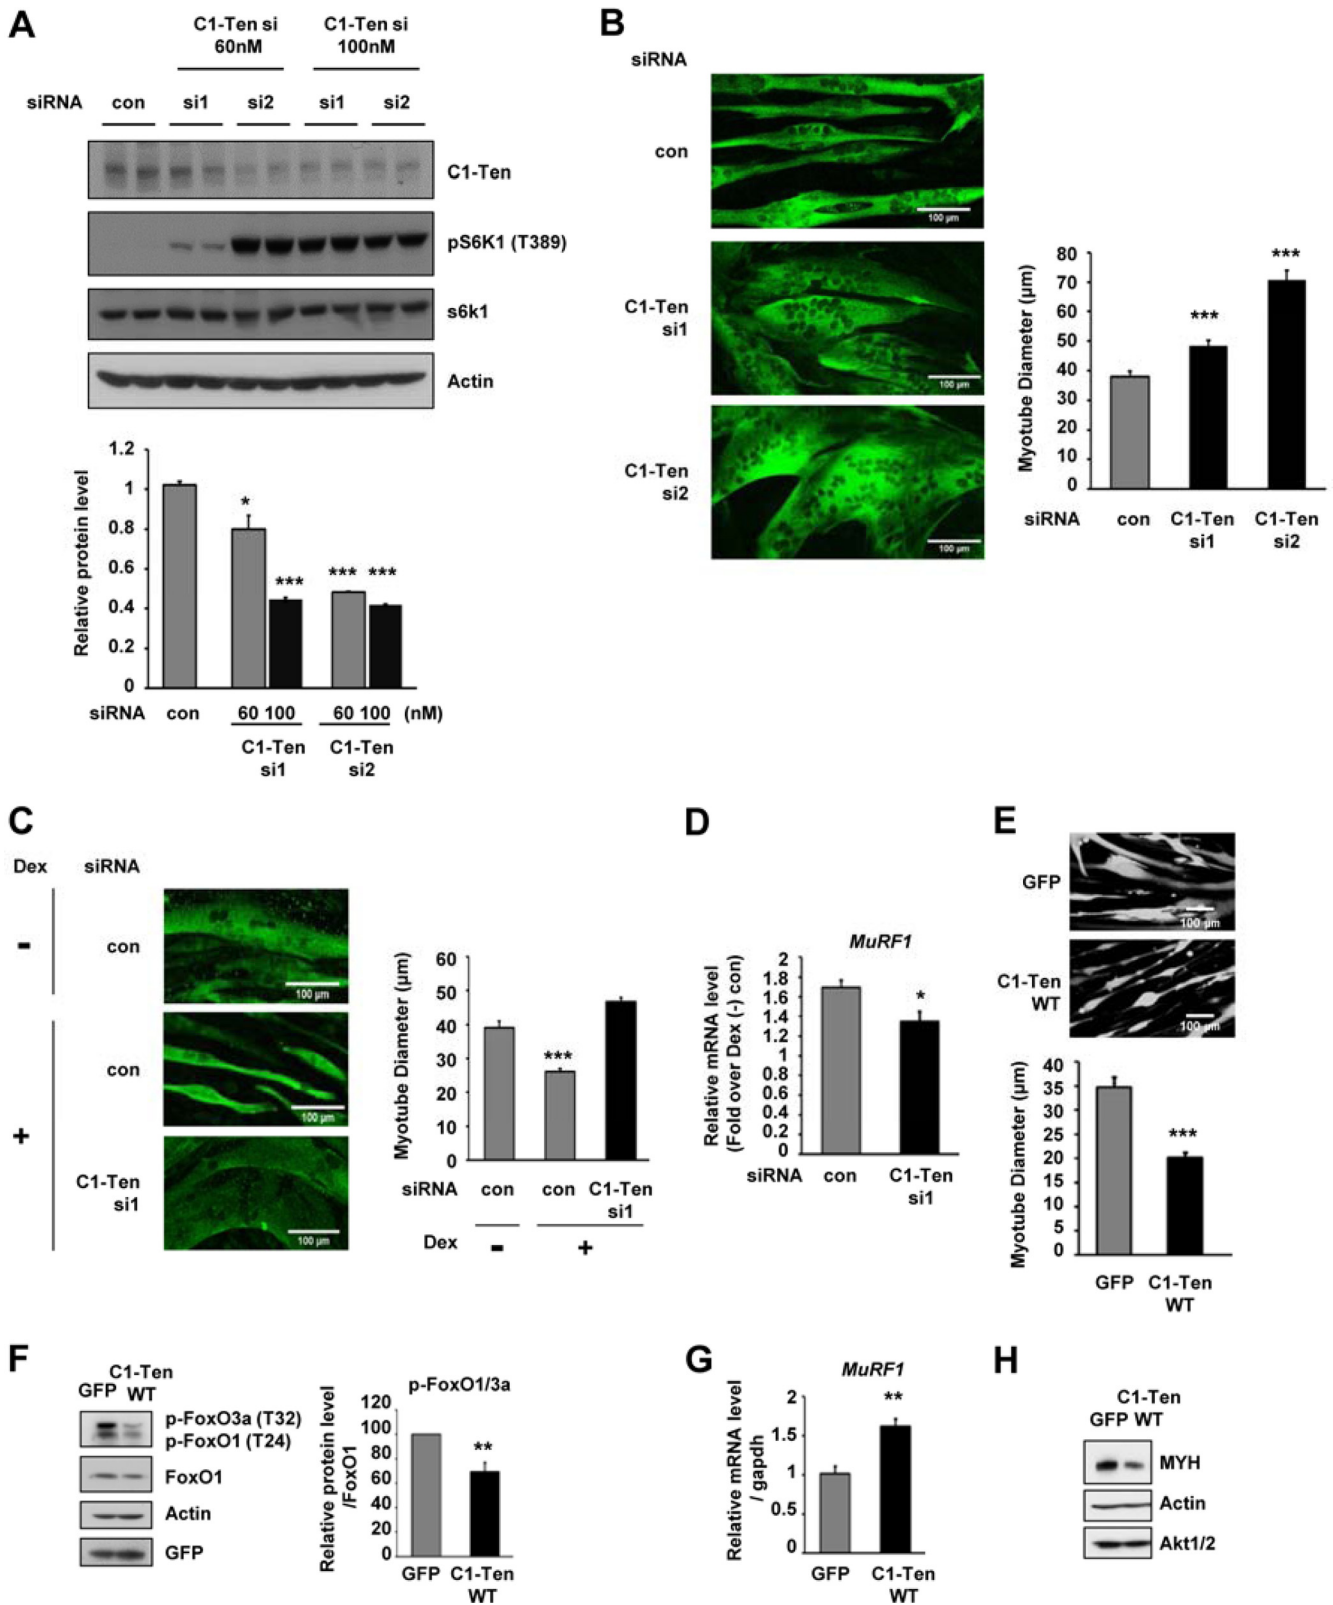 A
C1-Ten si C1-Ten si
60nM 100nM
siRNA con si1 si2 si1 si2
C1-Ten
pS6K1 (T389)
s6k1
Actin
Relative protein level
1.2
1
0.8
0.6
0.4
0.2
0
*
***
*** ***
siRNA con 60 100 60 100 (nM)
C1-Ten C1-Ten
si1 si2
B
siRNA
con
100 µm
C1-Ten
si1
100 µm
C1-Ten
si2
100 µm
Motube Diameter (µm)
80
70
60
50
40
30
20
10
0
***
***
siRNA con C1-Ten C1-Ten
si1 si2
C
Dex siRNA
- con
100 µm
con
100 µm
+
C1-Ten
si1
100 µm
Myotube Diameter (µm)
60
50
40
30
20
10
0
***
siRNA con con C1-Ten
si1
Dex - +
D
MuRF1
Relative mRNA level
(Fold over Dex (-) con)
2
1.8
1.6
1.4
1.2
1
0.8
0.6
0.4
0.2
0
*
siRNA con C1-Ten
si1
E
GFP
100 µm
C1-Ten
WT
100 µm
Myotube Diameter (µm)
40
35
30
25
20
15
10
5
0
***
GFP C1-Ten
WT
F
C1-Ten
GFP WT
p-FoxO3a (T32)
p-FoxO1 (T24)
FoxO1
Actin
GFP
p-FoxO1/3a
Relative protein level
/FoxO1
120
100
80
60
40
20
0
**
GFP C1-Ten
WT
G
MuRF1
Relative mRNA level
/ gapdh
2
1.5
1
0.5
0
**
GFP C1-Ten
WT
H
C1-Ten
GFP WT
MYH
Actin
Akt1/2